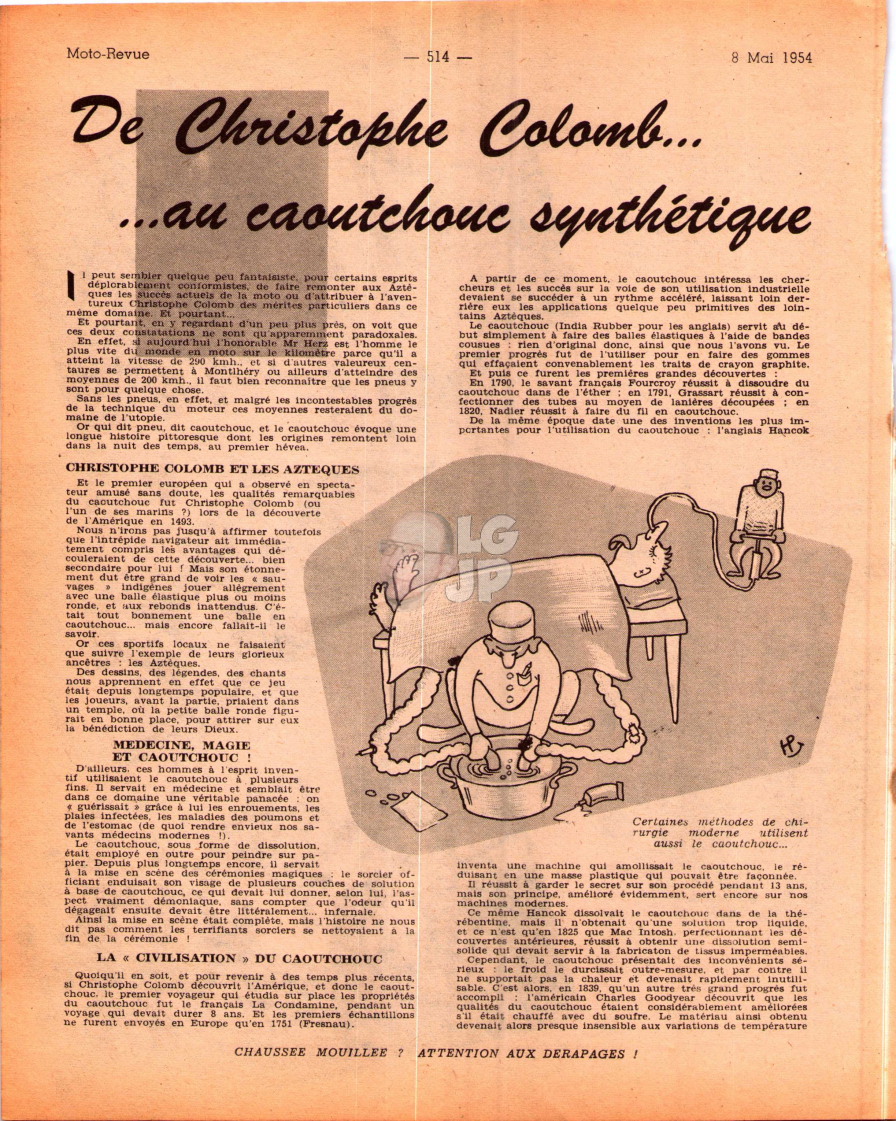 Moto-Revue
— 514 —
8 Mai 1954
De Christophe Colomb...
...au caoutchouc synthétique
Il peut sembler quelque peu fantaisiste, pour certains esprits
déplorablement conformistes, de faire remonter aux Aztè-
ques les succès actuels de la moto ou d'attribuer à l'aven-
tureux Christophe Colomb des mérites particuliers dans ce
même domaine. Et pourtant...
Et pourtant, en y regardant d'un peu plus près, on voit que
ces deux constatations ne sont qu'apparemment paradoxales.
En effet, si aujourd'hui l'honorable Mr Herz est l'homme le
plus vite du monde en moto sur le kilomètre parce qu'il a
atteint la vitesse de 290 kmh., et si d'autres valeureux cen-
taures se permettent à Montlhéry ou ailleurs d'atteindre des
moyennes de 200 kmh., il faut bien reconnaître que les pneus y
sont pour quelque chose.
Sans les pneus, en effet, et malgré les incontestables progrès
de la technique du moteur ces moyennes resteraient du do-
maine de l'utopie.
Or qui dit pneu, dit caoutchouc, et le caoutchouc évoque une
longue histoire pittoresque dont les origines remontent loin
dans la nuit des temps, au premier hévea.
CHRISTOPHE COLOMB ET LES AZTEQUES
Et le premier européen qui a observé en specta-
teur amusé sans doute, les qualités remarquables
du caoutchouc fut Christophe Colomb (ou
l'un de ses marins ?) lors de la découverte
de l'Amérique en 1493.
Nous n'irons pas jusqu'à affirmer toutefois
que l'intrépide navigateur ait immédia-
tement compris les avantages qui dé-
couleraient de cette découverte... bien
secondaire pour lui ! Mais son étonne-
ment dut être grand de voir les « sau-
vages » indigènes jouer allégrement
avec une balle élastique plus ou moins
ronde, et aux rebonds inattendus. C'é-
tait tout bonnement une balle en
caoutchouc... mais encore fallait-il le
savoir.
Or ces sportifs locaux ne faisaient
que suivre l'exemple de leurs glorieux
ancêtres : les Aztéques.
Des dessins, des légendes, des chants
nous apprennent en effet que ce jeu
était depuis longtemps populaire, et que
les joueurs, avant la partie, priaient dans
un temple, où la petite balle ronde figu-
rait en bonne place, pour attirer sur eux
la bénédiction de leurs Dieux.
MEDECINE, MAGIE
ET CAOUTCHOUC !
D'ailleurs, ces hommes à l'esprit inven-
tif utilisaient le caoutchouc à plusieurs
fins. Il servait en médecine et semblait être
dans ce domaine une véritable panacée : on
« guérissait » grâce à lui les enrouements, les
plaies infectées, les maladies des poumons et
de l'estomac (de quoi rendre envieux nos sa-
vants médecins modernes !).
Le caoutchouc, sous forme de dissolution,
était employé en outre pour peindre sur pa-
pier. Depuis plus longtemps encore, il servait
à la mise en scène des cérémonies magiques : le sorcier of-
ficiant enduisait son visage de plusieurs couches de solution
à base de caoutchouc, ce qui devait lui donner, selon lui, l'as-
pect vraiment démoniaque, sans compter que l'odeur qu'il
dégageait ensuite devait être littéralement... infernale.
Ainsi la mise en scène était complète, mais l'histoire ne nous
dit pas comment les terrifiants sorciers se nettoyaient à la
fin de la cérémonie !
LA « CIVILISATION » DU CAOUTCHOUC
Quoiqu'il en soit, et pour revenir à des temps plus récents,
si Christophe Colomb découvrit l'Amérique, et donc le caout-
chouc, le premier voyageur qui étudia sur place les propriétés
du caoutchouc fut le français La Condamine, pendant un
voyage qui devait durer 8 ans. Et les premiers échantillons
ne furent envoyés en Europe qu'en 1751 (Fresnau).
A partir de ce moment, le caoutchouc intéressa les cher-
cheurs et les succès sur la voie de son utilisation industrielle
devaient se succéder à un rythme accéléré, laissant loin der-
rière eux les applications quelque peu primitives des loin-
tains Aztéques.
Le caoutchouc (India Rubber pour les anglais) servit au dé-
but simplement à faire des balles élastiques à l'aide de bandes
cousues : rien d'original donc, ainsi que nous l'avons vu. Le
premier progrès fut de l'utiliser pour en faire des gommes
qui effaçaient convenablement les traits de crayon graphite.
Et puis ce furent les premières grandes découvertes :
En 1790, le savant français Fourcroy réussit à dissoudre du
caoutchouc dans de l'éther ; en 1791, Grassart réussit à con-
fectionner des tubes au moyen de lanières découpées ; en
1820, Nadier réussit à faire du fil en caoutchouc.
De la même époque date une des inventions les plus im-
portantes pour l'utilisation du caoutchouc : l'anglais Hancok
LG
JP
HPJ
Certaines méthodes de chi-
rurgie moderne utilisent
aussi le caoutchouc...
inventa une machine qui amollissait le caoutchouc, le ré-
duisant en une masse plastique qui pouvait être façonnée.
Il réussit à garder le secret sur son procédé pendant 13 ans,
mais son principe, amélioré évidemment, sert encore sur nos
machines modernes.
Ce même Hancok dissolvait le caoutchouc dans de la thé-
rébentine, mais il n'obtenait qu'une solution trop liquide,
et ce n'est qu'en 1825 que Mac Intosh, perfectionnant les dé-
couvertes antérieures, réussit à obtenir une dissolution semi-
solide qui devait servir à la fabricaton de tissus imperméables.
Cependant, le caoutchouc présentait des inconvénients sé-
rieux : le froid le durcissait outre-mesure, et par contre il
ne supportait pas la chaleur et devenait rapidement inutili-
sable. C'est alors, en 1839, qu'un autre très grand progrès fut
accompli : l'américain Charles Goodyear découvrit que les
qualités du caoutchouc étaient considérablement améliorées
s'il était chauffé avec du soufre. Le matériau ainsi obtenu
devenait alors presque insensible aux variations de température
CHAUSSEE MOUILLEE ? ATTENTION AUX DERAPAGES !